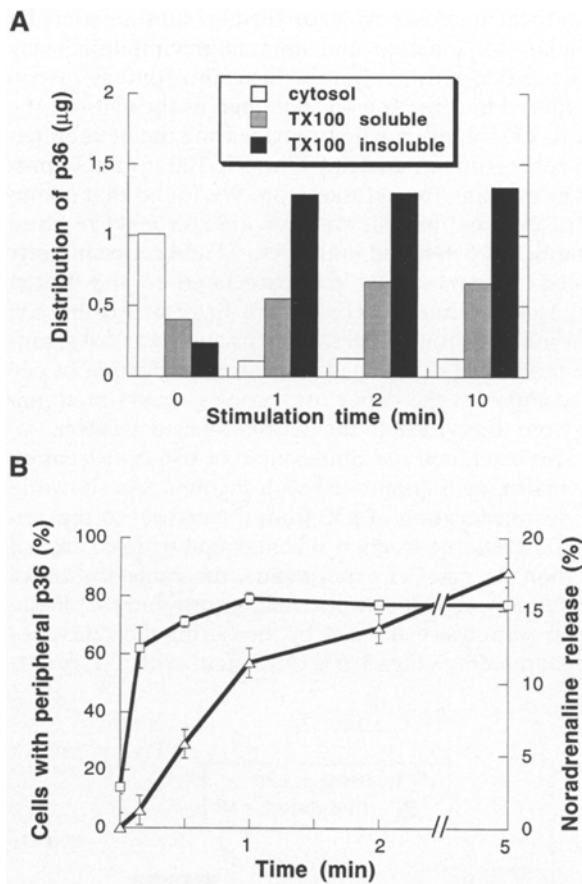 A
cytosol
TX100 soluble
TX100 insoluble
Distribution of p36 (µg)
2
1.5
1
0.5
0
0 1 2 10
Stimulation time (min)
B
Cells with peripheral p36 (%)
100
80
60
40
20
0
Noradrenaline release (%)
20
15
10
5
0
1 2 5
Time (min)